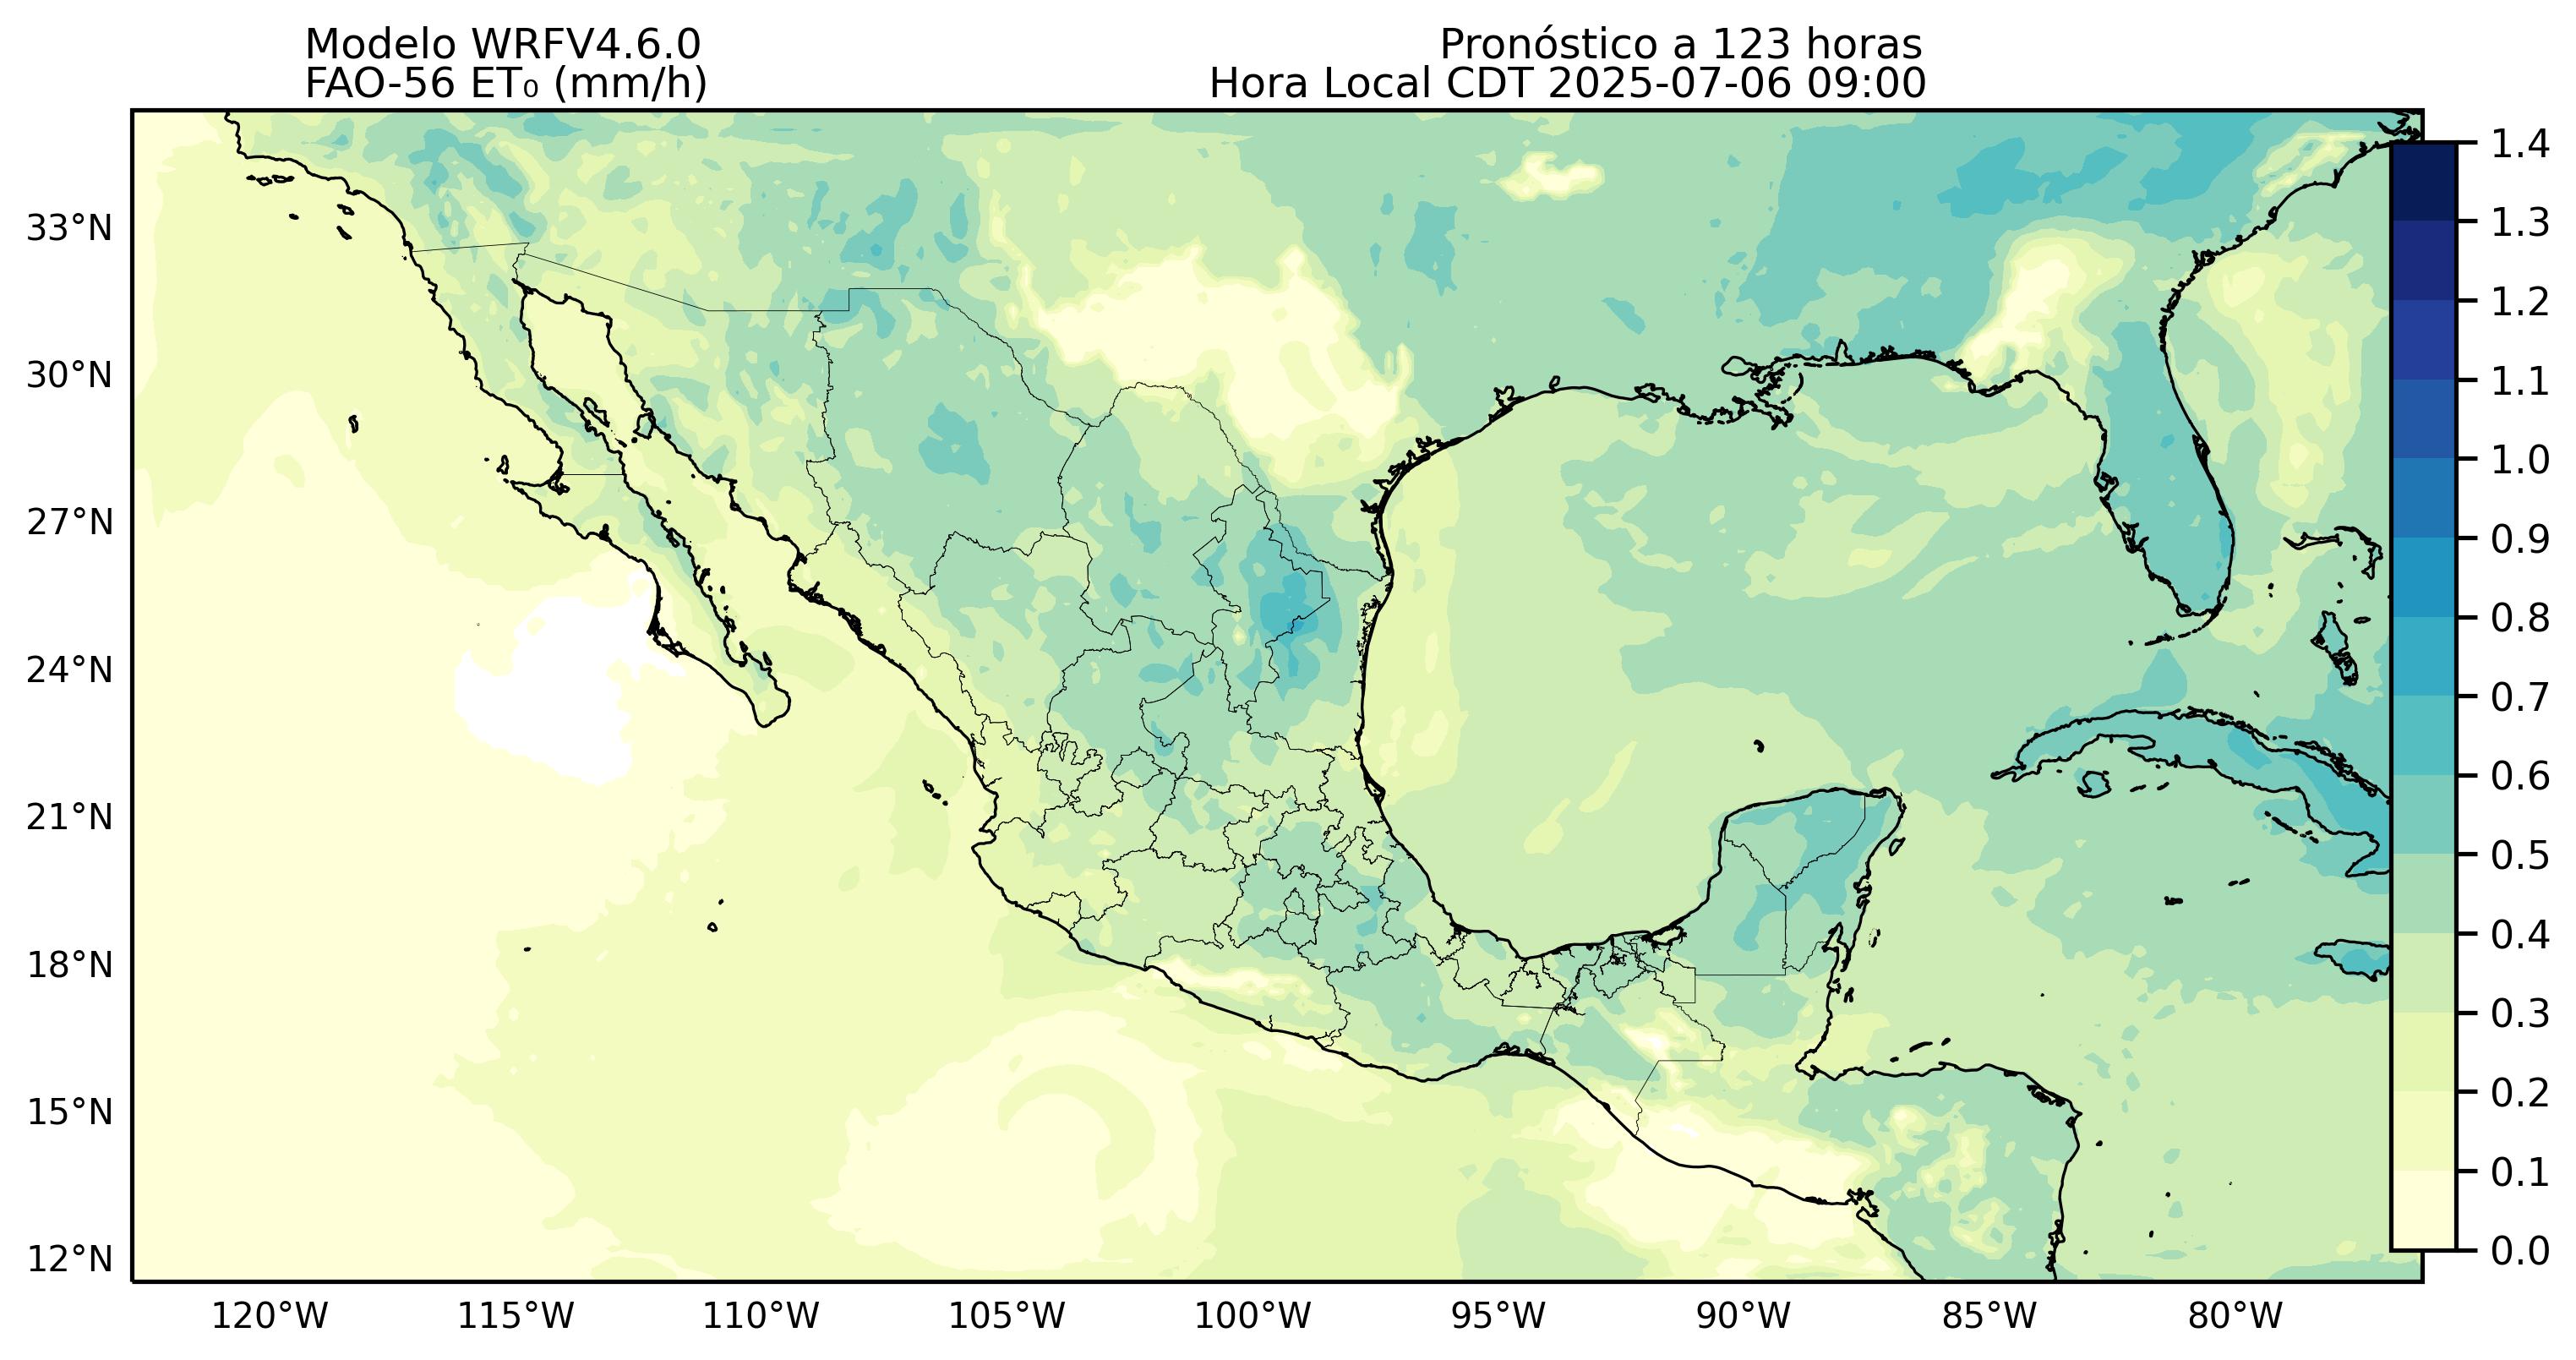 Modelo WRFV4.6.0
FAO-56 ET₀ (mm/h)
Pronóstico a 123 horas
Hora Local CDT 2025-07-06 09:00
33°N
30°N
27°N
24°N
21°N
18°N
15°N
12°N
120°W
115°W
110°W
105°W
100°W
95°W
90°W
85°W
80°W
1.4
1.3
1.2
1.1
1.0
0.9
0.8
0.7
0.6
0.5
0.4
0.3
0.2
0.1
0.0